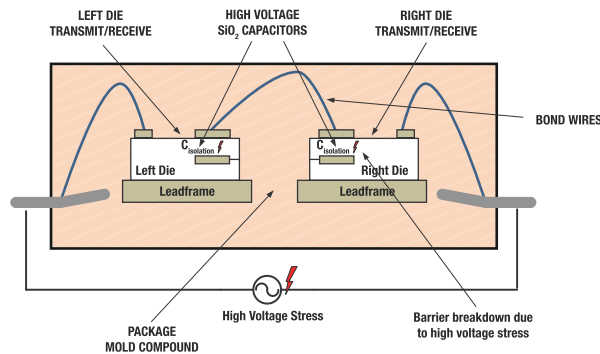 LEFT DIE
TRANSMIT/RECEIVE
HIGH VOLTAGE
SiO₂ CAPACITORS
RIGHT DIE
TRANSMIT/RECEIVE
BOND WIRES
Cisolation
Left Die
Leadframe
Cisolation
Right Die
Leadframe
High Voltage Stress
PACKAGE
MOLD COMPOUND
Barrier breakdown due
to high voltage stress